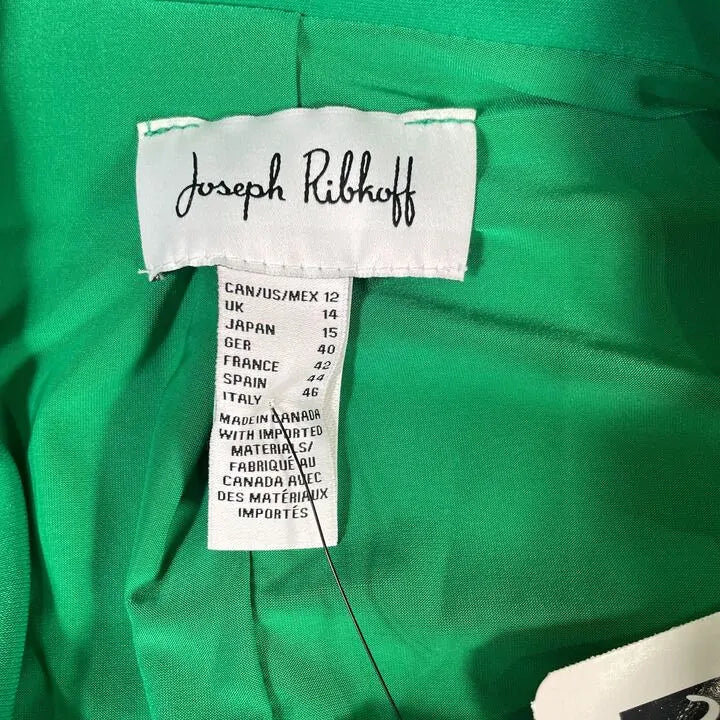 Joseph Ribkoff
CAN/US/MEX 12
UK 14
JAPAN 15
GER 40
FRANCE 42
SPAIN 44
ITALY 46
MADE IN CANADA
WITH IMPORTED
MATERIALS/
FABRIQUÉ AU
CANADA AVEC
DES MATÉRIAUX
IMPORTÉS